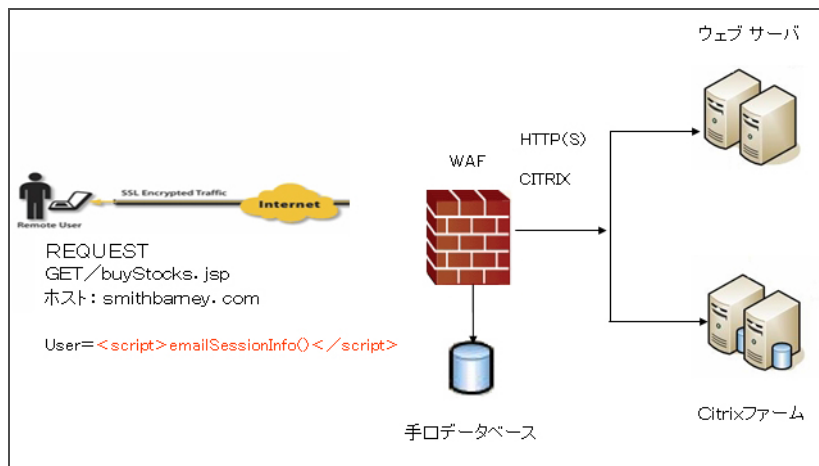 ウェブ サーバ
HTTP(S)
WAF
CITRIX
SSL Encrypted Traffic
Internet
Remote User
REQUEST
GET/buyStocks.jsp
ホスト: smithbarney.com
User=<script>emailSessionInfo()</script>
手口データベース
Citrixファーム